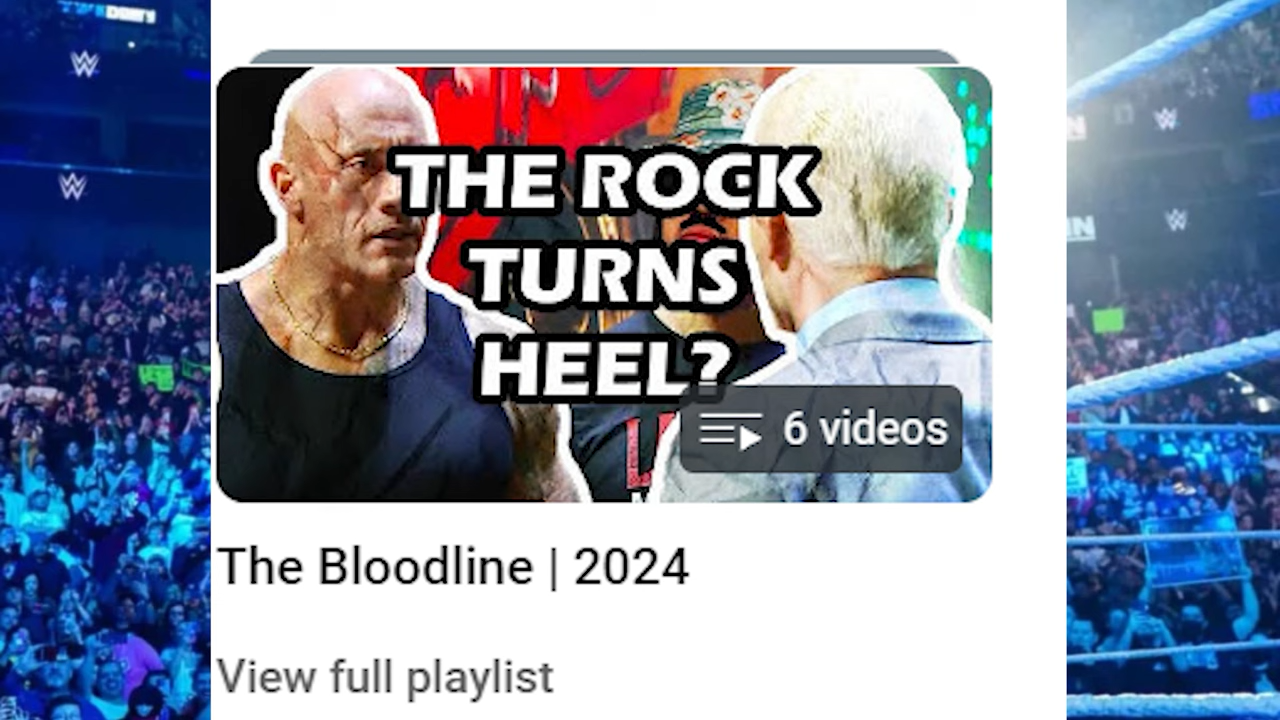 THE ROCK
TURNS
HEEL?
6 videos
The Bloodline | 2024
View full playlist